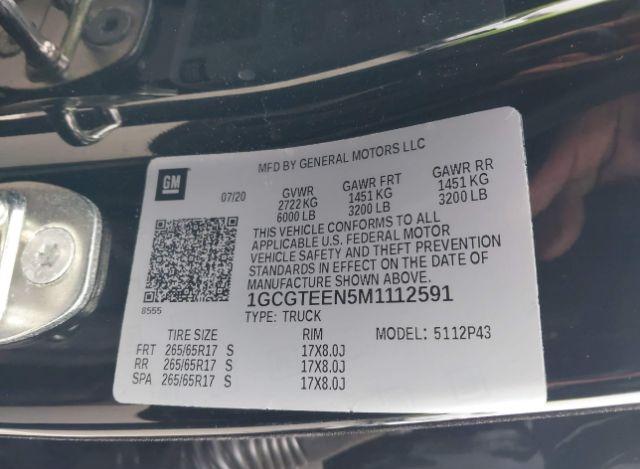 MFD BY GENERAL MOTORS LLC
GM
07/20
GVWR GAWR FRT GAWR RR
2722 KG 1451 KG 1451 KG
6000 LB 3200 LB 3200 LB
THIS VEHICLE CONFORMS TO ALL
APPLICABLE U.S. FEDERAL MOTOR
VEHICLE SAFETY AND THEFT PREVENTION
STANDARDS IN EFFECT ON THE DATE OF
MANUFACTURE SHOWN ABOVE.
1GCGTEEN5M1112591
8555
TYPE: TRUCK
TIRE SIZE RIM MODEL: 5112P43
FRT 265/65R17 S 17X8.0J
RR 265/65R17 S 17X8.0J
SPA 265/65R17 S 17X8.0J